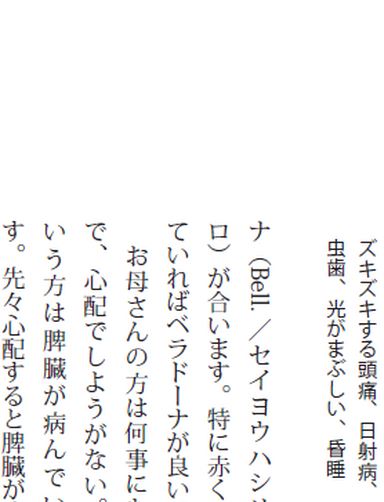 ズキズキする頭痛、日射病、
虫歯、光がまぶしい、昏睡
ナ（Bell. ／セイヨウハシリ
ロ）が合います。特に赤く
ていればベラドーナが良い
お母さんの方は何事に
で、心配でしようがない。
いう方は脾臓が病んで
す。先々心配すると脾臓が